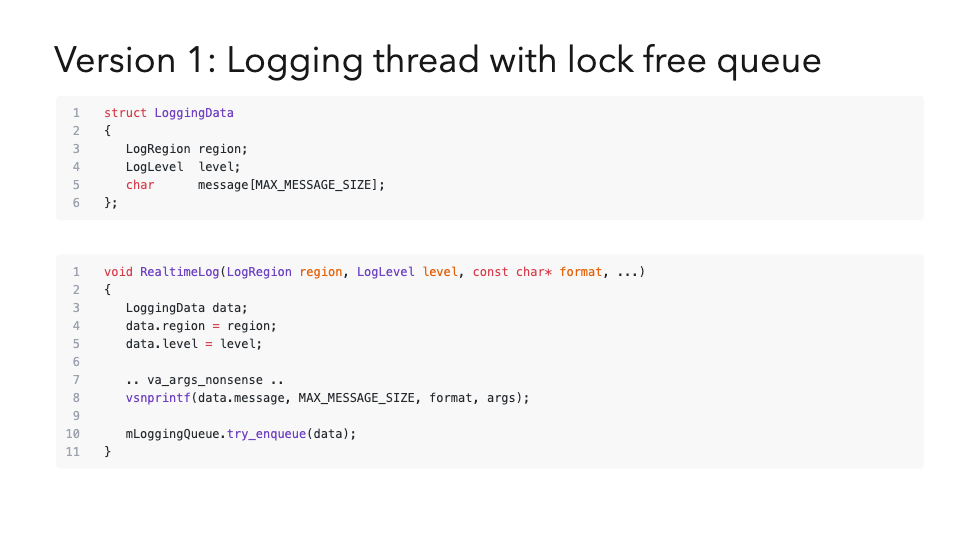 Version 1: Logging thread with lock free queue
1 struct LoggingData
2 {
3 LogRegion region;
4 LogLevel level;
5 char message[MAX_MESSAGE_SIZE];
6 };
1 void RealtimeLog(LogRegion region, LogLevel level, const char* format, ...)
2 {
3 LoggingData data;
4 data.region = region;
5 data.level = level;
6
7 .. va_args_nonsense ..
8 vsnprintf(data.message, MAX_MESSAGE_SIZE, format, args);
9
10 mLoggingQueue.try_enqueue(data);
11 }